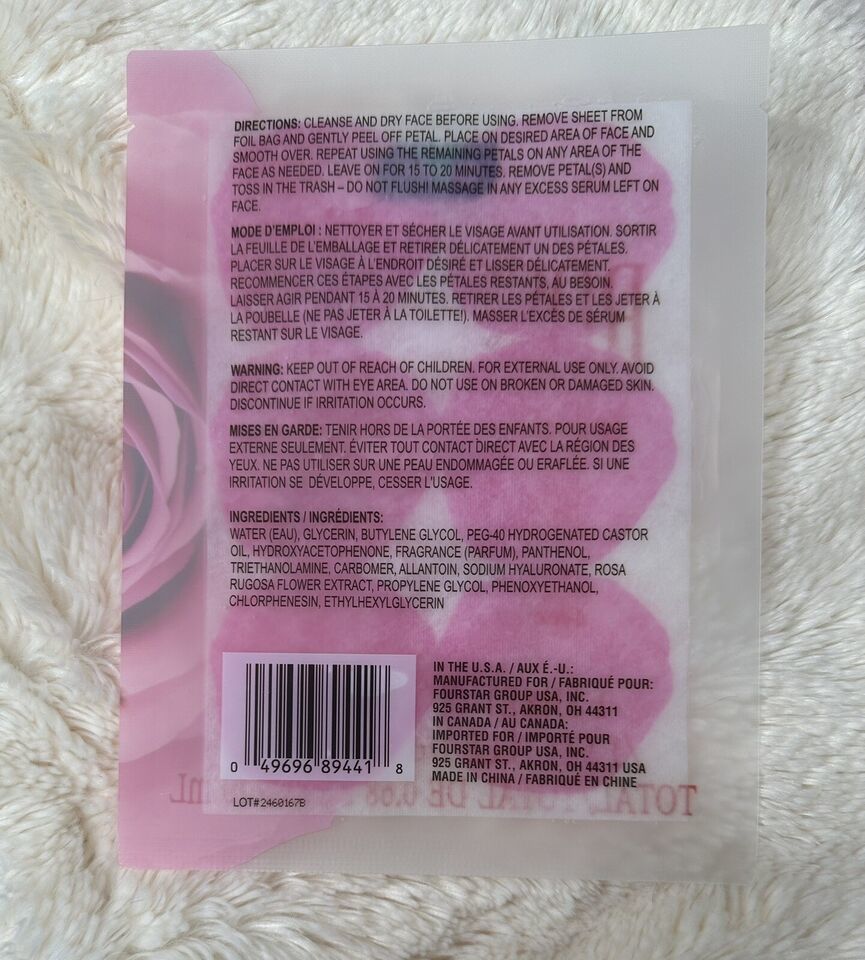 DIRECTIONS: CLEANSE AND DRY FACE BEFORE USING. REMOVE SHEET FROM
FOIL BAG AND GENTLY PEEL OFF PETAL. PLACE ON DESIRED AREA OF FACE AND
SMOOTH OVER. REPEAT USING THE REMAINING PETALS ON ANY AREA OF THE
FACE AS NEEDED. LEAVE ON FOR 15 TO 20 MINUTES. REMOVE PETAL(S) AND
TOSS IN THE TRASH – DO NOT FLUSH! MASSAGE IN ANY EXCESS SERUM LEFT ON
FACE.
MODE D'EMPLOI : NETTOYER ET SÉCHER LE VISAGE AVANT UTILISATION. SORTIR
LA FEUILLE DE L'EMBALLAGE ET RETIRER DÉLICATEMENT UN DES PÉTALES.
PLACER SUR LE VISAGE À L'ENDROIT DÉSIRÉ ET LISSER DÉLICATEMENT.
RECOMMENCER CES ÉTAPES AVEC LES PÉTALES RESTANTS, AU BESOIN.
LAISSER AGIR PENDANT 15 À 20 MINUTES. RETIRER LES PÉTALES ET LES JETER À
LA POUBELLE (NE PAS JETER À LA TOILETTE!). MASSER L'EXCÈS DE SÉRUM
RESTANT SUR LE VISAGE.
WARNING: KEEP OUT OF REACH OF CHILDREN. FOR EXTERNAL USE ONLY. AVOID
DIRECT CONTACT WITH EYE AREA. DO NOT USE ON BROKEN OR DAMAGED SKIN.
DISCONTINUE IF IRRITATION OCCURS.
MISES EN GARDE: TENIR HORS DE LA PORTÉE DES ENFANTS. POUR USAGE
EXTERNE SEULEMENT. ÉVITER TOUT CONTACT DIRECT AVEC LA RÉGION DES
YEUX. NE PAS UTILISER SUR UNE PEAU ENDOMMAGÉE OU ERAFLÉE. SI UNE
IRRITATION SE DÉVELOPPE, CESSER L'USAGE.
INGREDIENTS / INGRÉDIENTS:
WATER (EAU), GLYCERIN, BUTYLENE GLYCOL, PEG-40 HYDROGENATED CASTOR
OIL, HYDROXYACETOPHENONE, FRAGRANCE (PARFUM), PANTHENOL,
TRIETHANOLAMINE, CARBOMER, ALLANTOIN, SODIUM HYALURONATE, ROSA
RUGOSA FLOWER EXTRACT, PROPYLENE GLYCOL, PHENOXYETHANOL,
CHLORPHENESIN, ETHYLHEXYLGLYCERIN
IN THE U.S.A. / AUX É.-U.:
MANUFACTURED FOR / FABRIQUÉ POUR:
FOURSTAR GROUP USA, INC.
925 GRANT ST., AKRON, OH 44311
IN CANADA / AU CANADA:
IMPORTED FOR / IMPORTÉ POUR
FOURSTAR GROUP USA, INC.
925 GRANT ST., AKRON, OH 44311 USA
MADE IN CHINA / FABRIQUÉ EN CHINE
0 49696 89441 8
LOT#2460167B